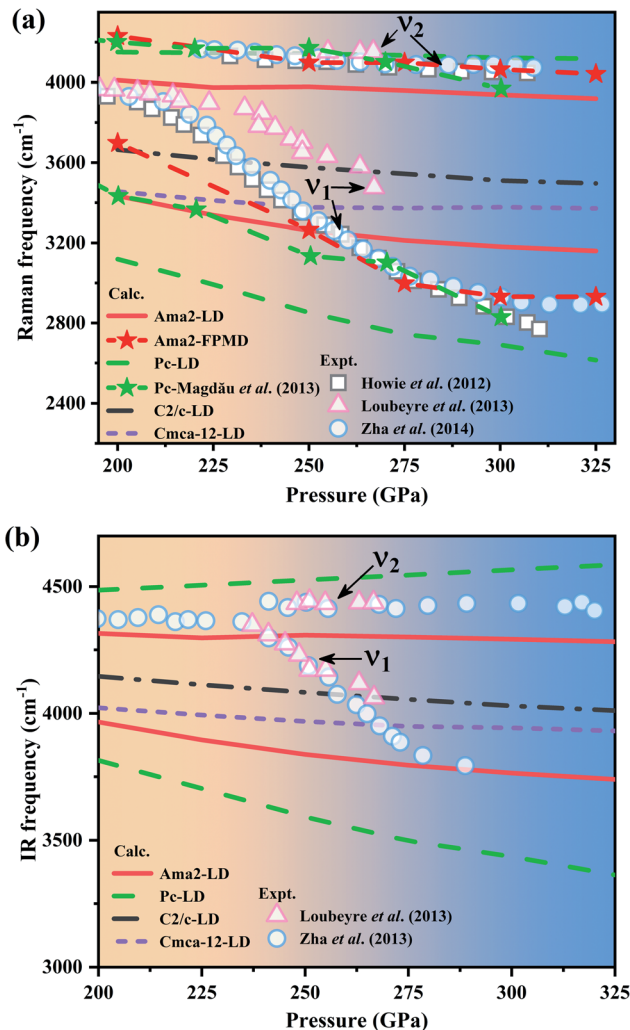 (a)
ν2
4000
3600
ν1
3200
2800
2400
Raman frequency (cm-1)
Calc.
Ama2-LD
Ama2-FPMD
Pc-LD
Pc-Magdău et al. (2013)
C2/c-LD
Cmca-12-LD
Expt.
Howie et al. (2012)
Loubeyre et al. (2013)
Zha et al. (2014)
200 225 250 275 300 325
Pressure (GPa)
(b)
ν2
4500
ν1
4000
3500
3000
IR frequency (cm-1)
Calc.
Ama2-LD
Pc-LD
C2/c-LD
Cmca-12-LD
Expt.
Loubeyre et al. (2013)
Zha et al. (2013)
200 225 250 275 300 325
Pressure (GPa)